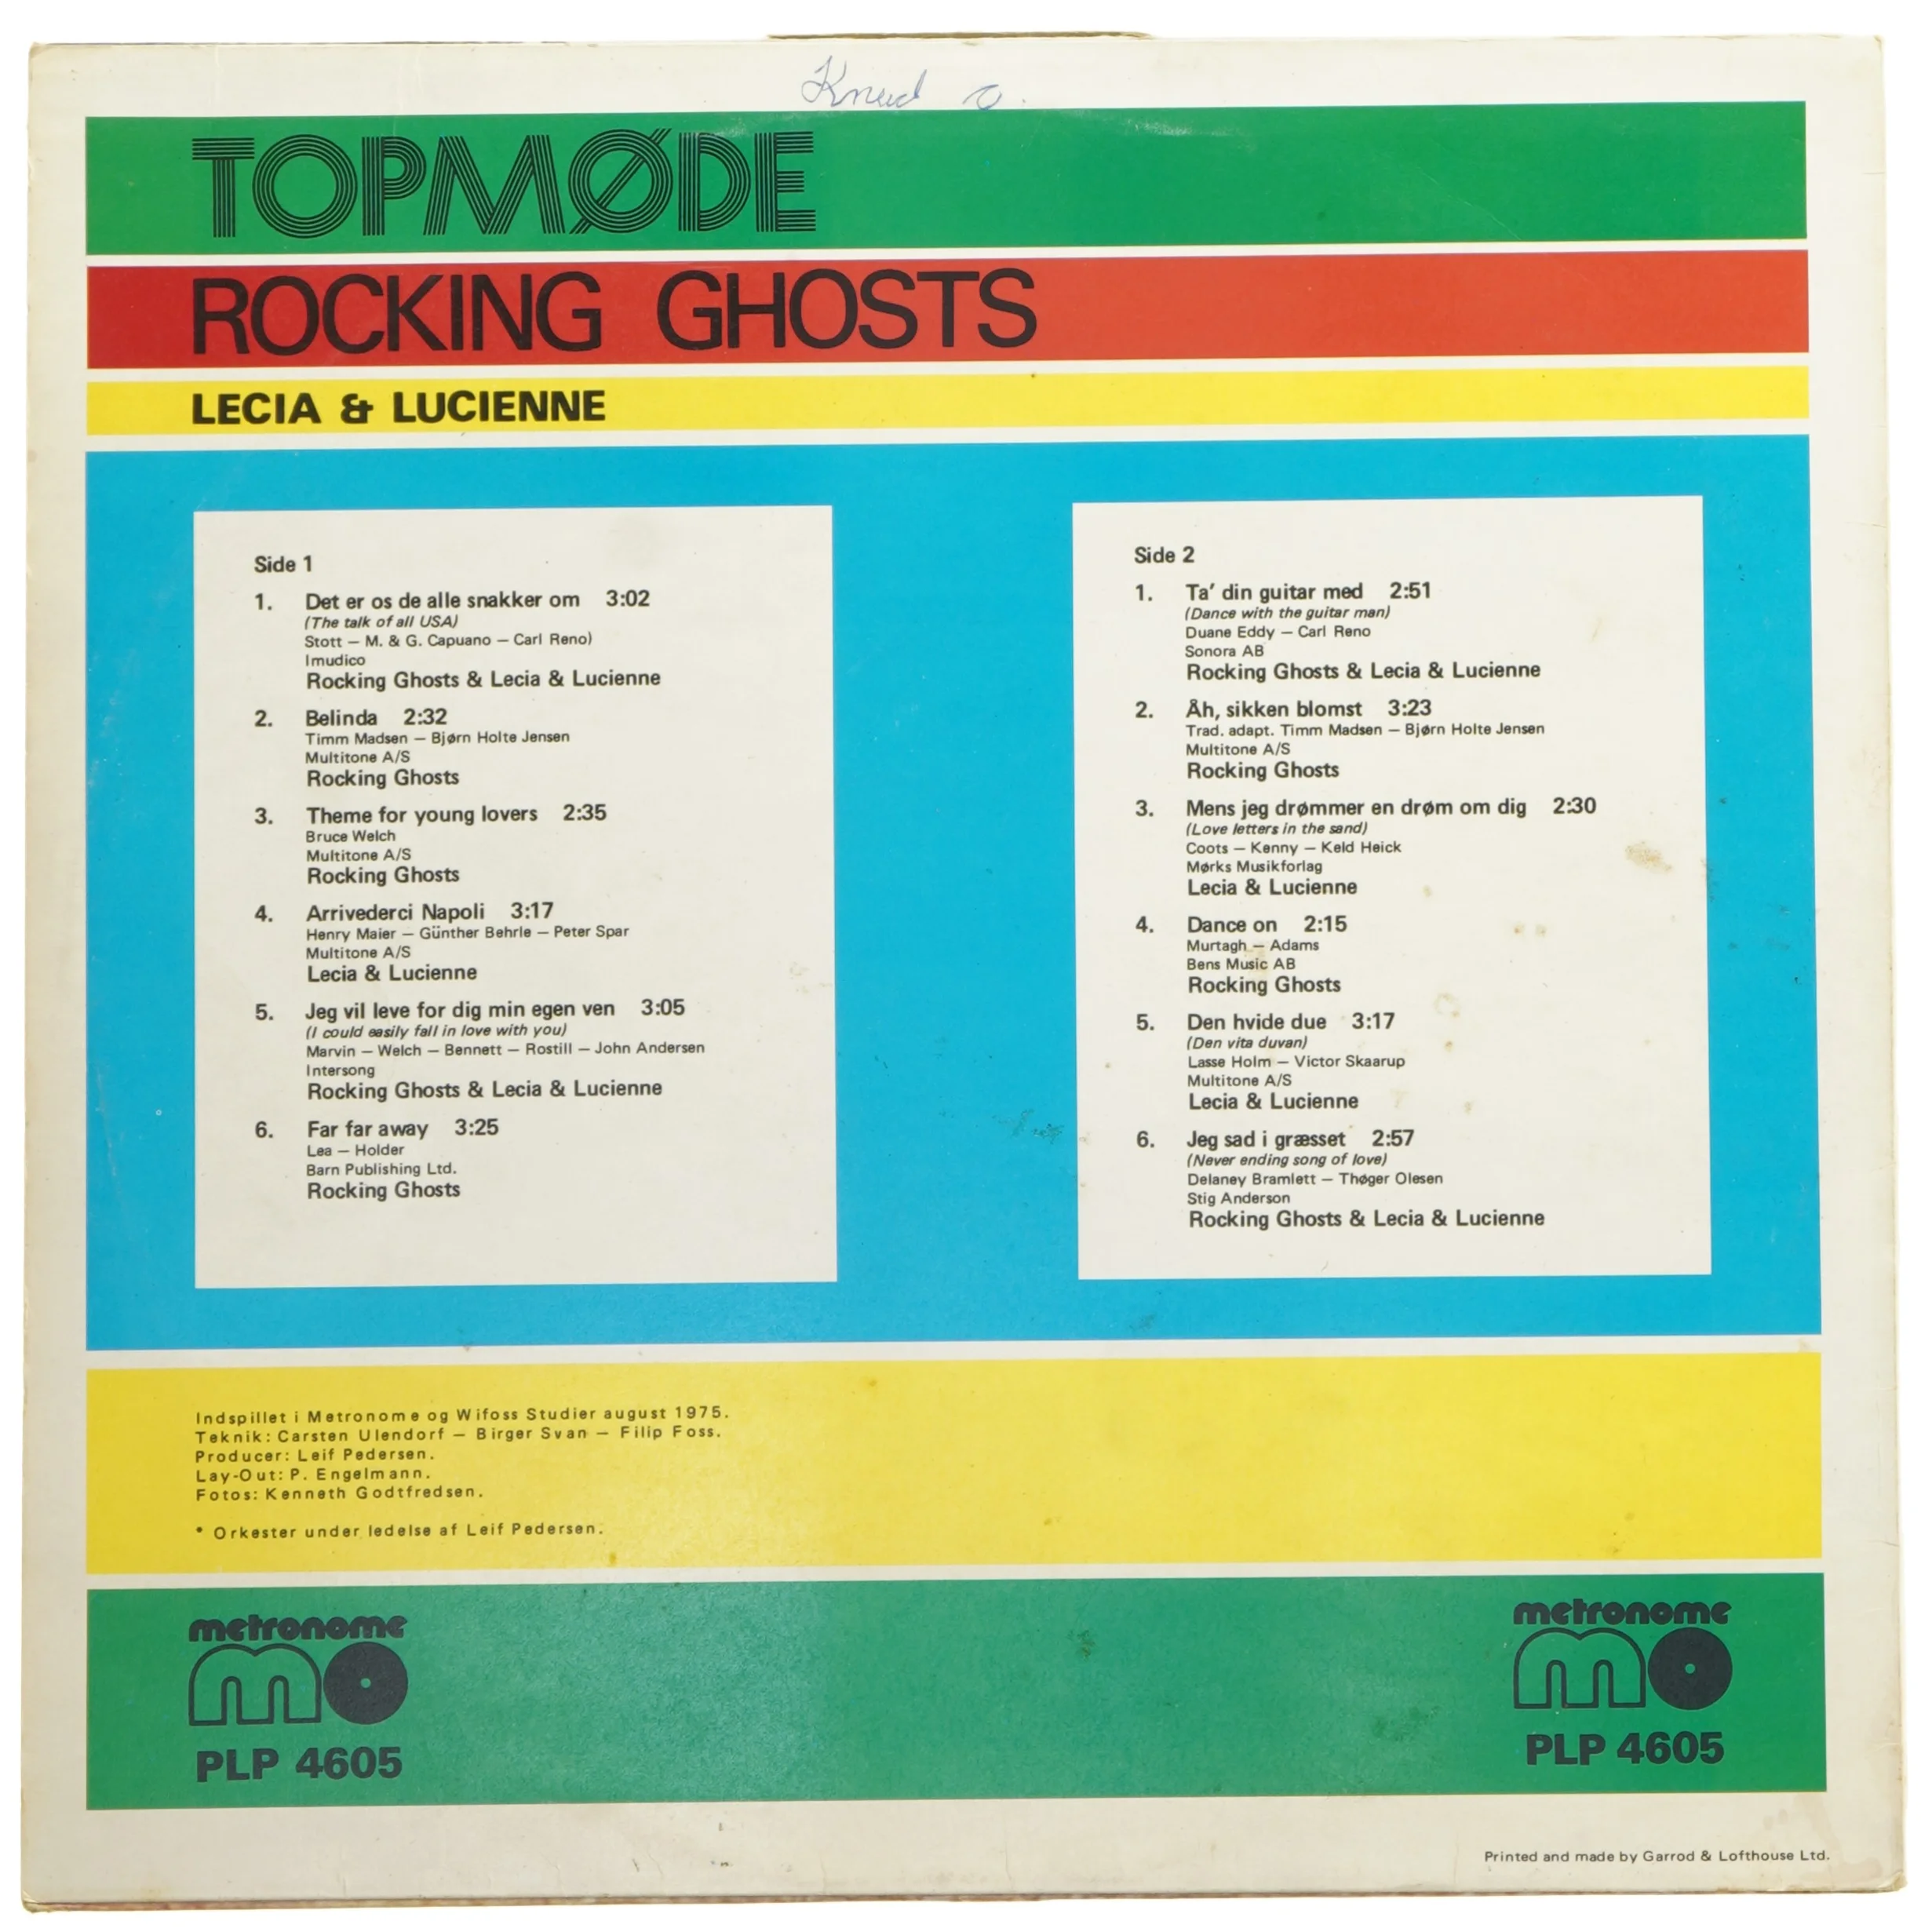 Knud O.
TOPMØDE
ROCKING GHOSTS
LECIA & LUCIENNE
Side 1
1. Det er os de alle snakker om 3:02
(The talk of all USA)
Stott – M. & G. Capuano – Carl Reno)
Imudico
Rocking Ghosts & Lecia & Lucienne
2. Belinda 2:32
Timm Madsen – Bjørn Holte Jensen
Multitone A/S
Rocking Ghosts
3. Theme for young lovers 2:35
Bruce Welch
Multitone A/S
Rocking Ghosts
4. Arrivederci Napoli 3:17
Henry Maier – Günther Behrle – Peter Spar
Multitone A/S
Lecia & Lucienne
5. Jeg vil leve for dig min egen ven 3:05
(I could easily fall in love with you)
Marvin – Welch – Bennett – Rostill – John Andersen
Intersong
Rocking Ghosts & Lecia & Lucienne
6. Far far away 3:25
Lea – Holder
Barn Publishing Ltd.
Rocking Ghosts
Side 2
1. Ta' din guitar med 2:51
(Dance with the guitar man)
Duane Eddy – Carl Reno
Sonora AB
Rocking Ghosts & Lecia & Lucienne
2. Åh, sikken blomst 3:23
Trad. adapt. Timm Madsen – Bjørn Holte Jensen
Multitone A/S
Rocking Ghosts
3. Mens jeg drømmer en drøm om dig 2:30
(Love letters in the sand)
Coots – Kenny – Keld Heick
Mørks Musikforlag
Lecia & Lucienne
4. Dance on 2:15
Murtagh – Adams
Bens Music AB
Rocking Ghosts
5. Den hvide due 3:17
(Den vita duvan)
Lasse Holm – Victor Skaarup
Multitone A/S
Lecia & Lucienne
6. Jeg sad i græsset 2:57
(Never ending song of love)
Delaney Bramlett – Thøger Olesen
Stig Anderson
Rocking Ghosts & Lecia & Lucienne
Indspillet i Metronome og Wifoss Studier august 1975.
Teknik: Carsten Ulendorf – Birger Svan – Filip Foss.
Producer: Leif Pedersen.
Lay-Out: P. Engelmann.
Fotos: Kenneth Godtfredsen.
* Orkester under ledelse af Leif Pedersen.
metronome
mo
PLP 4605
metronome
mo
PLP 4605
Printed and made by Garrod & Lofthouse Ltd.